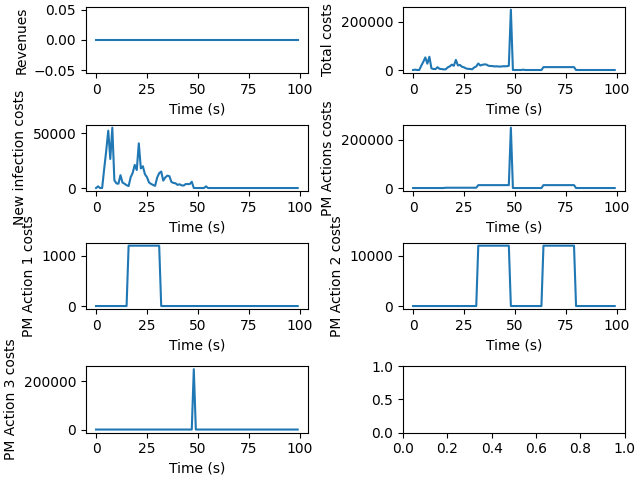 Revenues
0.05
0.00
−0.05
0 25 50 75 100
Time (s)
Total costs
200000
0
0 25 50 75 100
Time (s)
New infection costs
50000
0
0 25 50 75 100
Time (s)
PM Actions costs
200000
0
0 25 50 75 100
Time (s)
PM Action 1 costs
1000
0
0 25 50 75 100
Time (s)
PM Action 2 costs
10000
0
0 25 50 75 100
Time (s)
PM Action 3 costs
200000
0
0 25 50 75 100
Time (s)
1.0
0.5
0.0
0.0 0.2 0.4 0.6 0.8 1.0